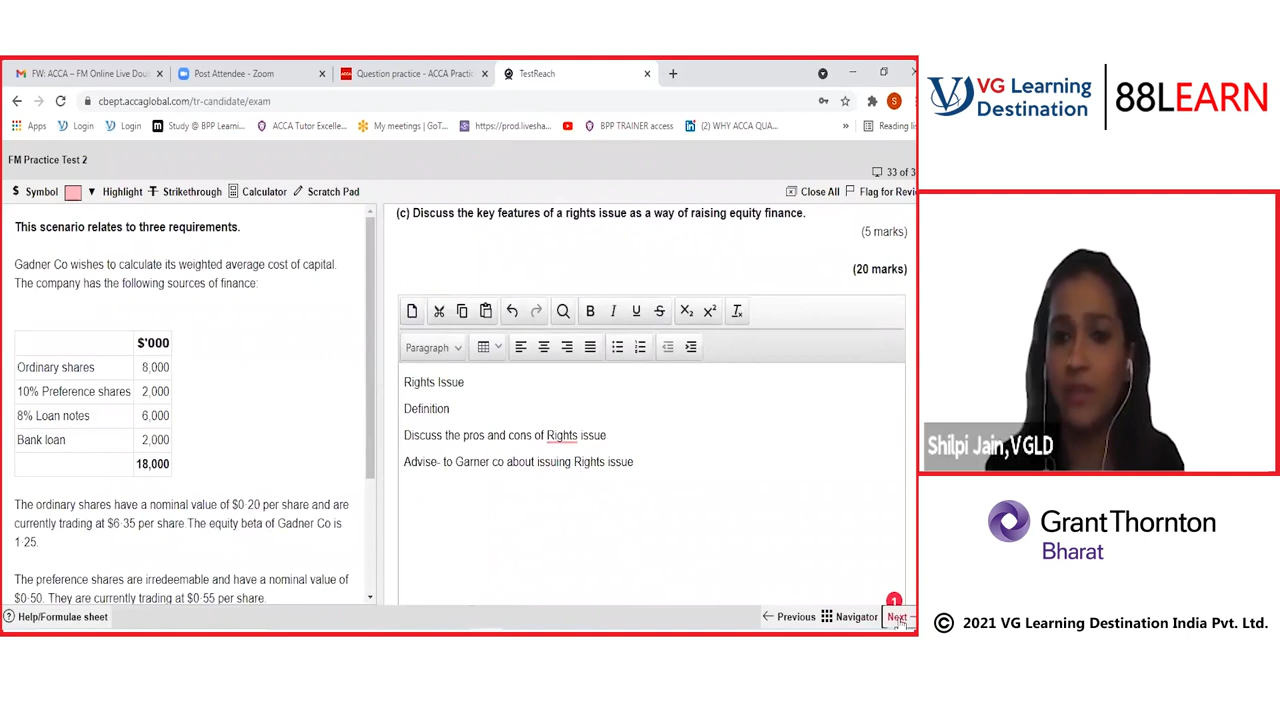 FW: ACCA – FM Online Live Dou
Post Attendee - Zoom
Question practice - ACCA Practic
TestReach
cbept.accaglobal.com/tr-candidate/exam
Apps
Login
Login
Study @ BPP Learni...
ACCA Tutor Excelle...
My meetings | GoT...
https://prod.livesha...
BPP TRAINER access
(2) WHY ACCA QUA...
»
Reading lis
FM Practice Test 2
33 of 3
$ Symbol
Highlight
Strikethrough
Calculator
Scratch Pad
Close All
Flag for Revie
This scenario relates to three requirements.
Gadner Co wishes to calculate its weighted average cost of capital.
The company has the following sources of finance:
$'000
Ordinary shares 8,000
10% Preference shares 2,000
8% Loan notes 6,000
Bank loan 2,000
18,000
The ordinary shares have a nominal value of $0·20 per share and are
currently trading at $6·35 per share.The equity beta of Gadner Co is
1·25.
The preference shares are irredeemable and have a nominal value of
$0·50. They are currently trading at $0·55 per share.
(c) Discuss the key features of a rights issue as a way of raising equity finance.
(5 marks)
(20 marks)
B I U S X₂ X² Tx
Paragraph
Rights Issue
Definition
Discuss the pros and cons of Rights issue
Advise- to Garner co about issuing Rights issue
1
Help/Formulae sheet
Previous
Navigator
Next
VG Learning
Destination
88LEARN
Shilpi Jain,VGLD
GrantThornton
Bharat
© 2021 VG Learning Destination India Pvt. Ltd.